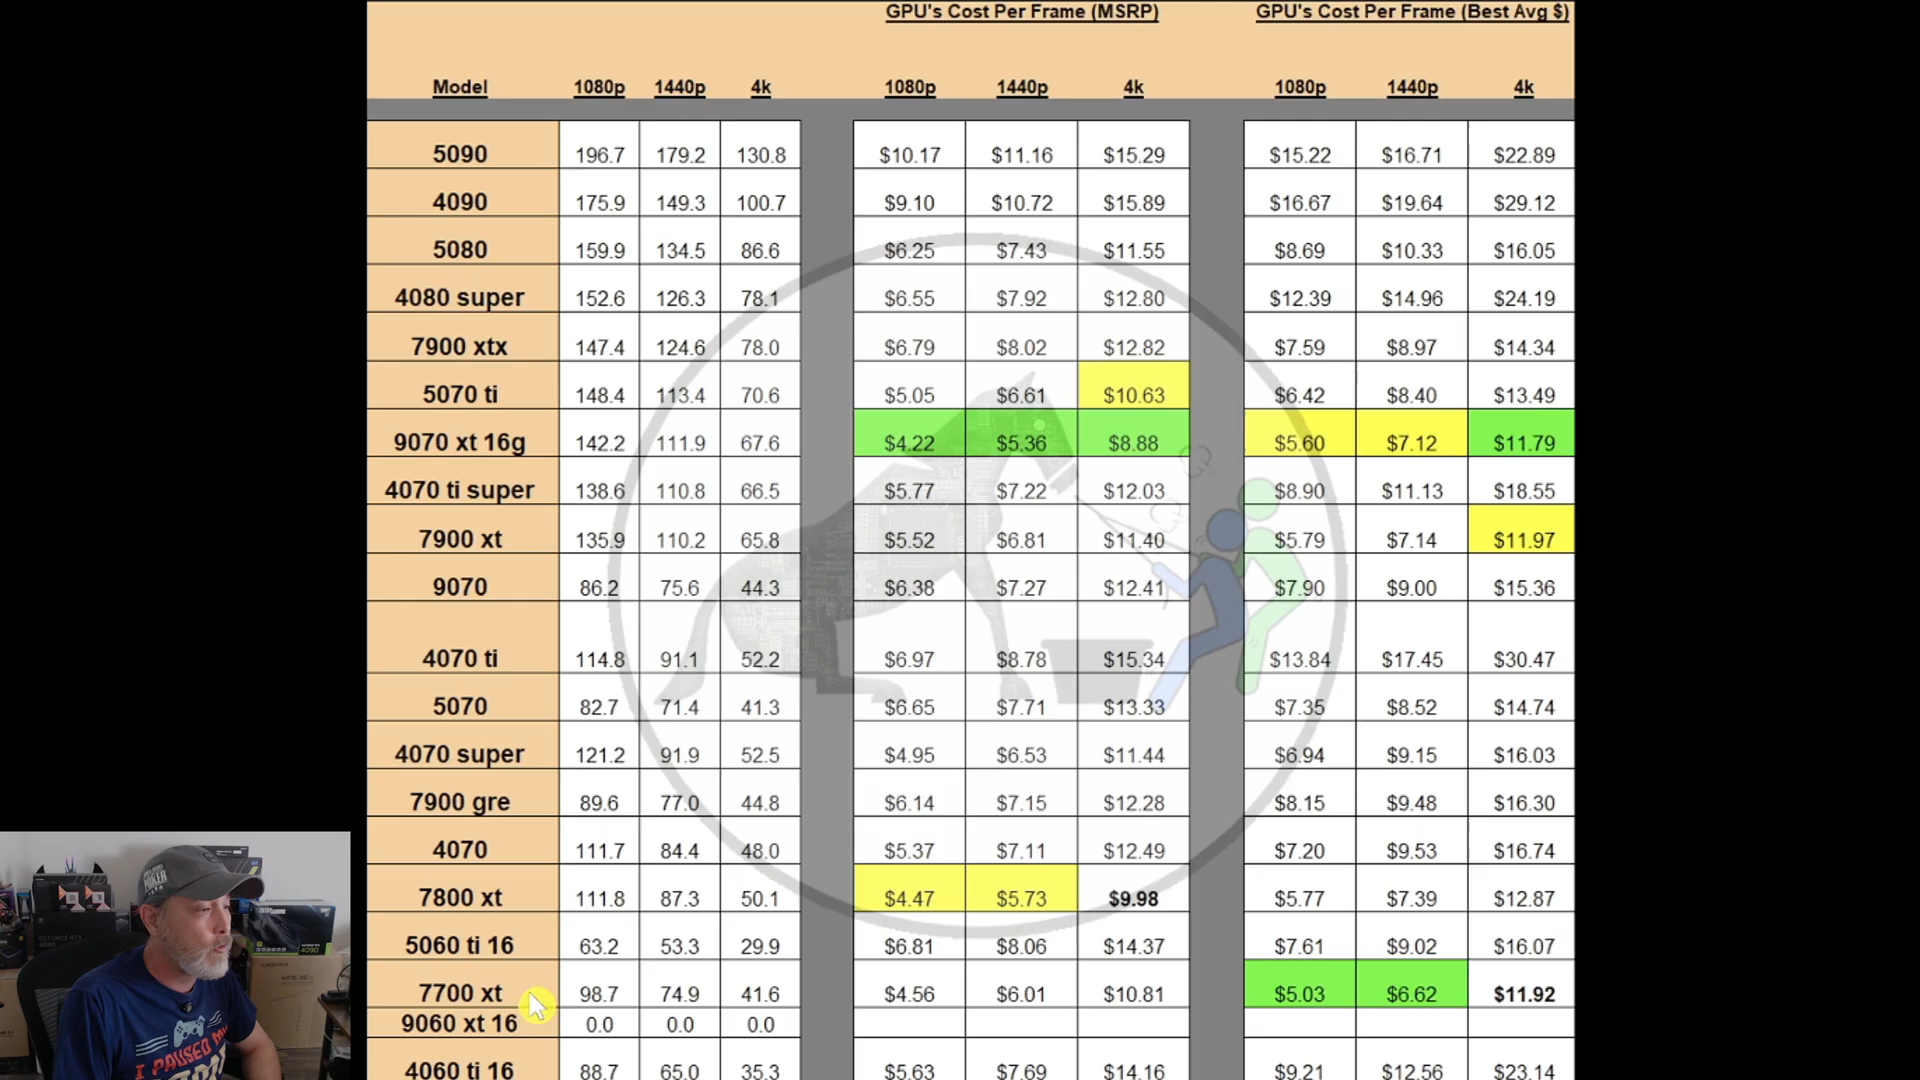 GPU's Cost Per Frame (MSRP) GPU's Cost Per Frame (Best Avg $)
Model 1080p 1440p 4k 1080p 1440p 4k 1080p 1440p 4k
5090 196.7 179.2 130.8 $10.17 $11.16 $15.29 $15.22 $16.71 $22.89
4090 175.9 149.3 100.7 $9.10 $10.72 $15.89 $16.67 $19.64 $29.12
5080 159.9 134.5 86.6 $6.25 $7.43 $11.55 $8.69 $10.33 $16.05
4080 super 152.6 126.3 78.1 $6.55 $7.92 $12.80 $12.39 $14.96 $24.19
7900 xtx 147.4 124.6 78.0 $6.79 $8.02 $12.82 $7.59 $8.97 $14.34
5070 ti 148.4 113.4 70.6 $5.05 $6.61 $10.63 $6.42 $8.40 $13.49
9070 xt 16g 142.2 111.9 67.6 $4.22 $5.36 $8.88 $5.60 $7.12 $11.79
4070 ti super 138.6 110.8 66.5 $5.77 $7.22 $12.03 $8.90 $11.13 $18.55
7900 xt 135.9 110.2 65.8 $5.52 $6.81 $11.40 $5.79 $7.14 $11.97
9070 86.2 75.6 44.3 $6.38 $7.27 $12.41 $7.90 $9.00 $15.36
4070 ti 114.8 91.1 52.2 $6.97 $8.78 $15.34 $13.84 $17.45 $30.47
5070 82.7 71.4 41.3 $6.65 $7.71 $13.33 $7.35 $8.52 $14.74
4070 super 121.2 91.9 52.5 $4.95 $6.53 $11.44 $6.94 $9.15 $16.03
7900 gre 89.6 77.0 44.8 $6.14 $7.15 $12.28 $8.15 $9.48 $16.30
4070 111.7 84.4 48.0 $5.37 $7.11 $12.49 $7.20 $9.53 $16.74
7800 xt 111.8 87.3 50.1 $4.47 $5.73 $9.98 $5.77 $7.39 $12.87
5060 ti 16 63.2 53.3 29.9 $6.81 $8.06 $14.37 $7.61 $9.02 $16.07
7700 xt 98.7 74.9 41.6 $4.56 $6.01 $10.81 $5.03 $6.62 $11.92
9060 xt 16 0.0 0.0 0.0
4060 ti 16 88.7 65.0 35.3 $5.63 $7.69 $14.16 $9.21 $12.56 $23.14
POKER
4090
I PAUSED MY